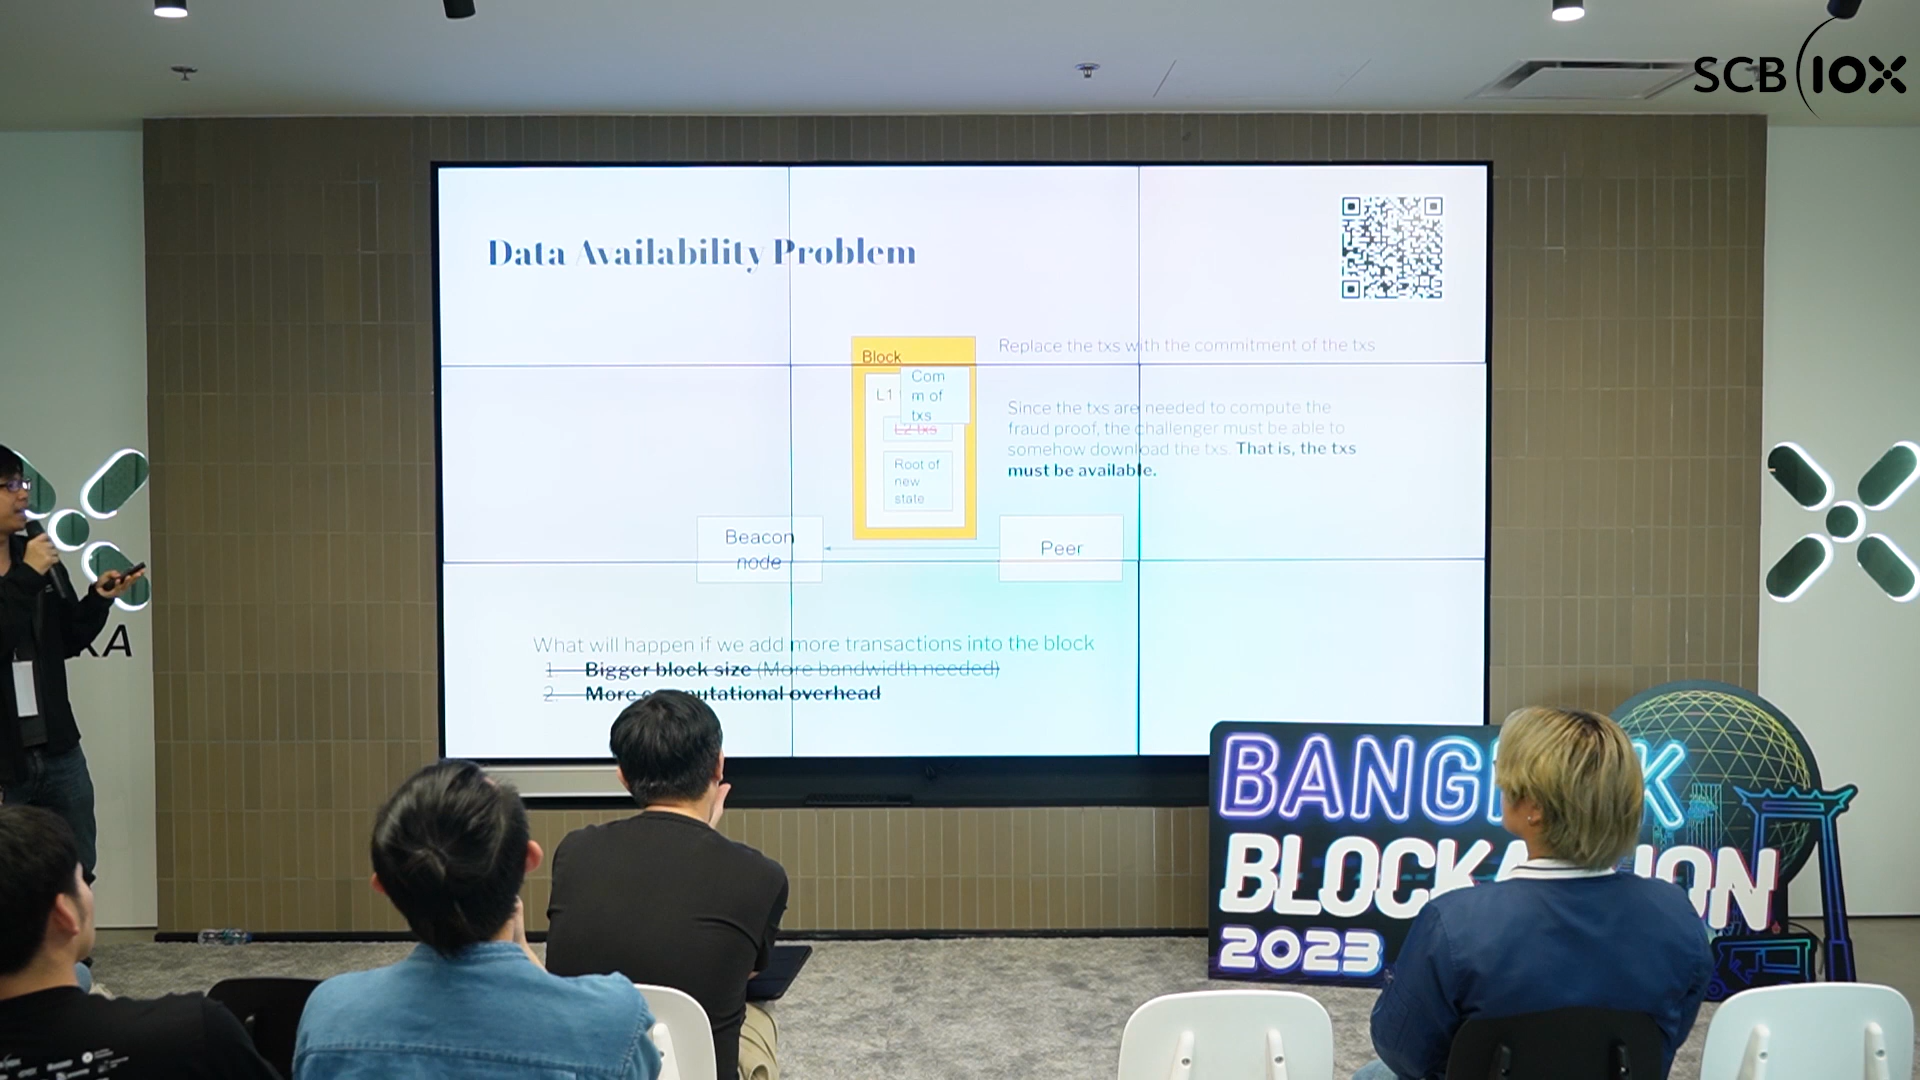 SCB 10X
Data Availability Problem
Block
Replace the txs with the commitment of the txs
Com
m of
txs
L1
L2 txs
Since the txs are needed to compute the
fraud proof, the challenger must be able to
somehow download the txs. That is, the txs
must be available.
Root of
new
state
Beacon
node
Peer
What will happen if we add more transactions into the block
1. Bigger block size (More bandwidth needed)
2. More computational overhead
BANG K
BLOCKA ION
2023